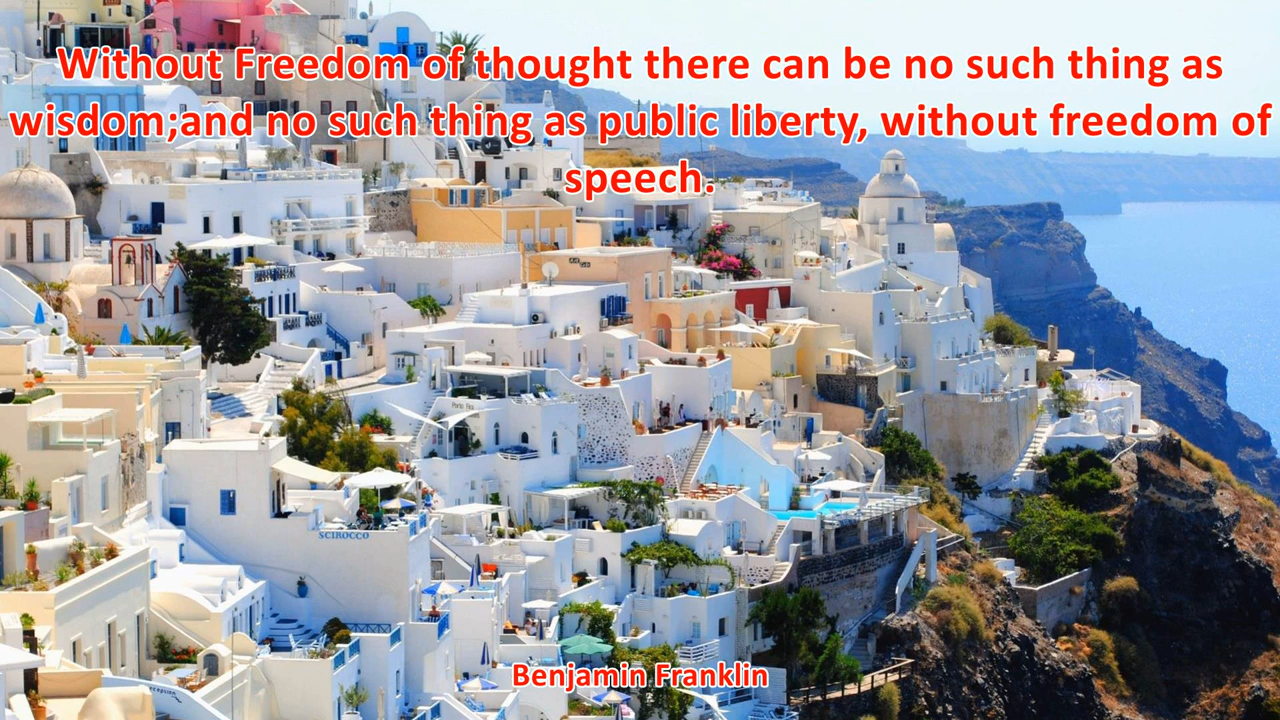 Without Freedom of thought there can be no such thing as
wisdom;and no such thing as public liberty, without freedom of
speech.
SCIROCCO
Benjamin Franklin